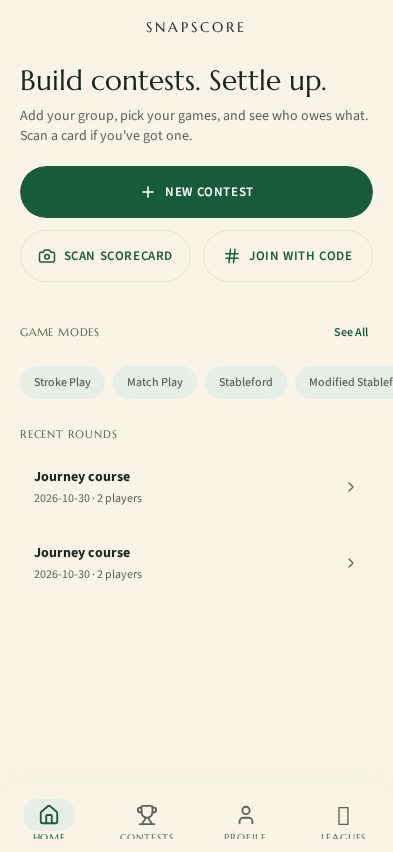 SNAPSCORE
Build contests. Settle up.
Add your group, pick your games, and see who owes what.
Scan a card if you've got one.
NEW CONTEST
SCAN SCORECARD
JOIN WITH CODE
GAME MODES
See All
Stroke Play
Match Play
Stableford
Modified Stablef
RECENT ROUNDS
Journey course
2026-10-30 · 2 players
Journey course
2026-10-30 · 2 players
HOME
CONTESTS
PROFILE
LEAGUES